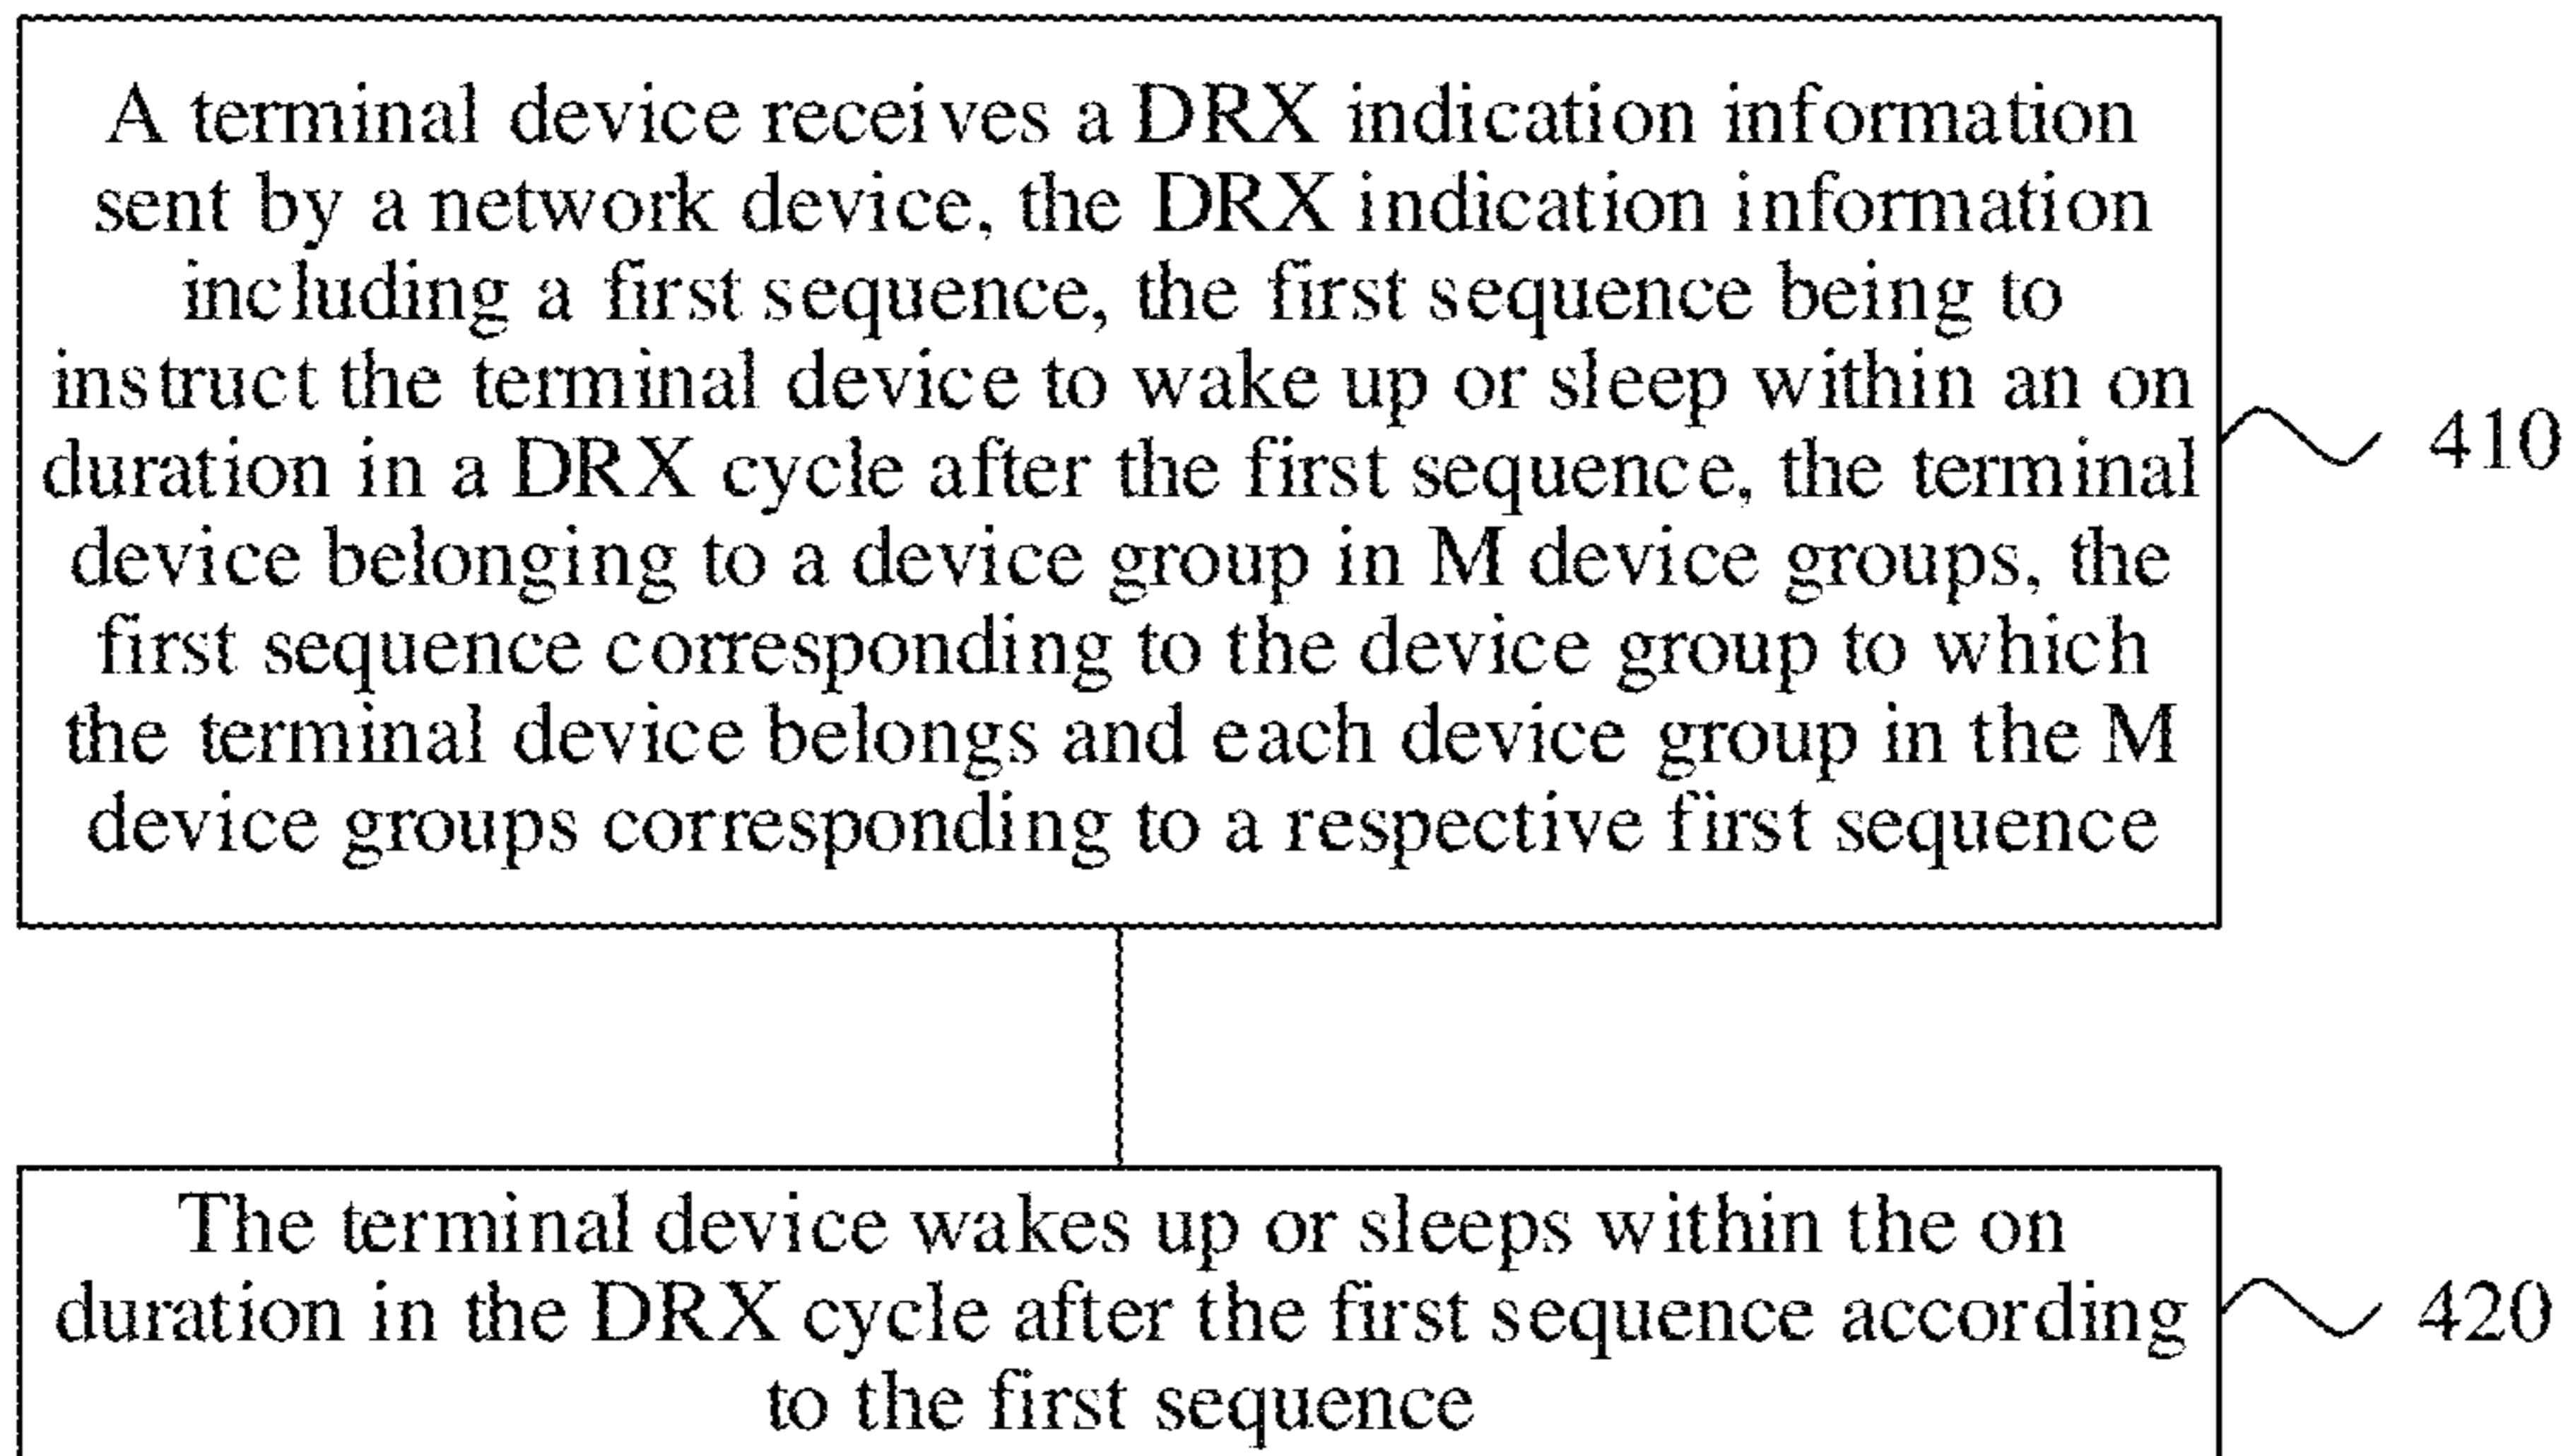 A terminal device receives a DRX indication information
sent by a network device, the DRX indication information
including a first sequence, the first sequence being to
instruct the terminal device to wake up or sleep within an on
duration in a DRX cycle after the first sequence, the terminal
device belonging to a device group in M device groups, the
first sequence corresponding to the device group to which
the terminal device belongs and each device group in the M
device groups corresponding to a respective first sequence
410
The terminal device wakes up or sleeps within the on
duration in the DRX cycle after the first sequence according
to the first sequence
420